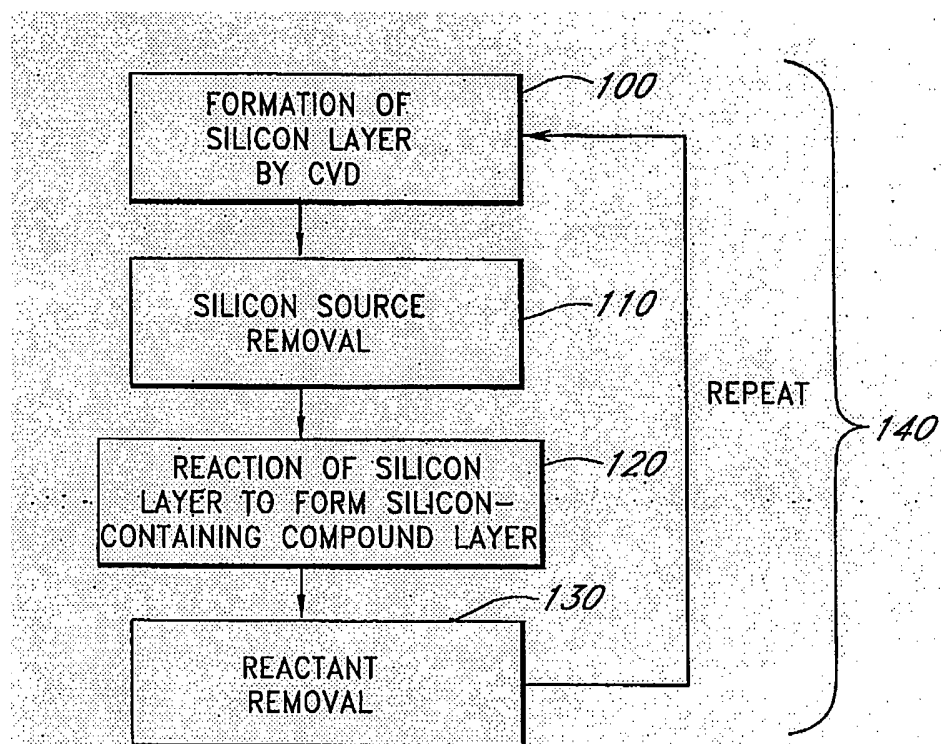 FORMATION OF
SILICON LAYER
BY CVD
100
SILICON SOURCE
REMOVAL
110
REPEAT
140
REACTION OF SILICON
LAYER TO FORM SILICON-
CONTAINING COMPOUND LAYER
120
REACTANT
REMOVAL
130